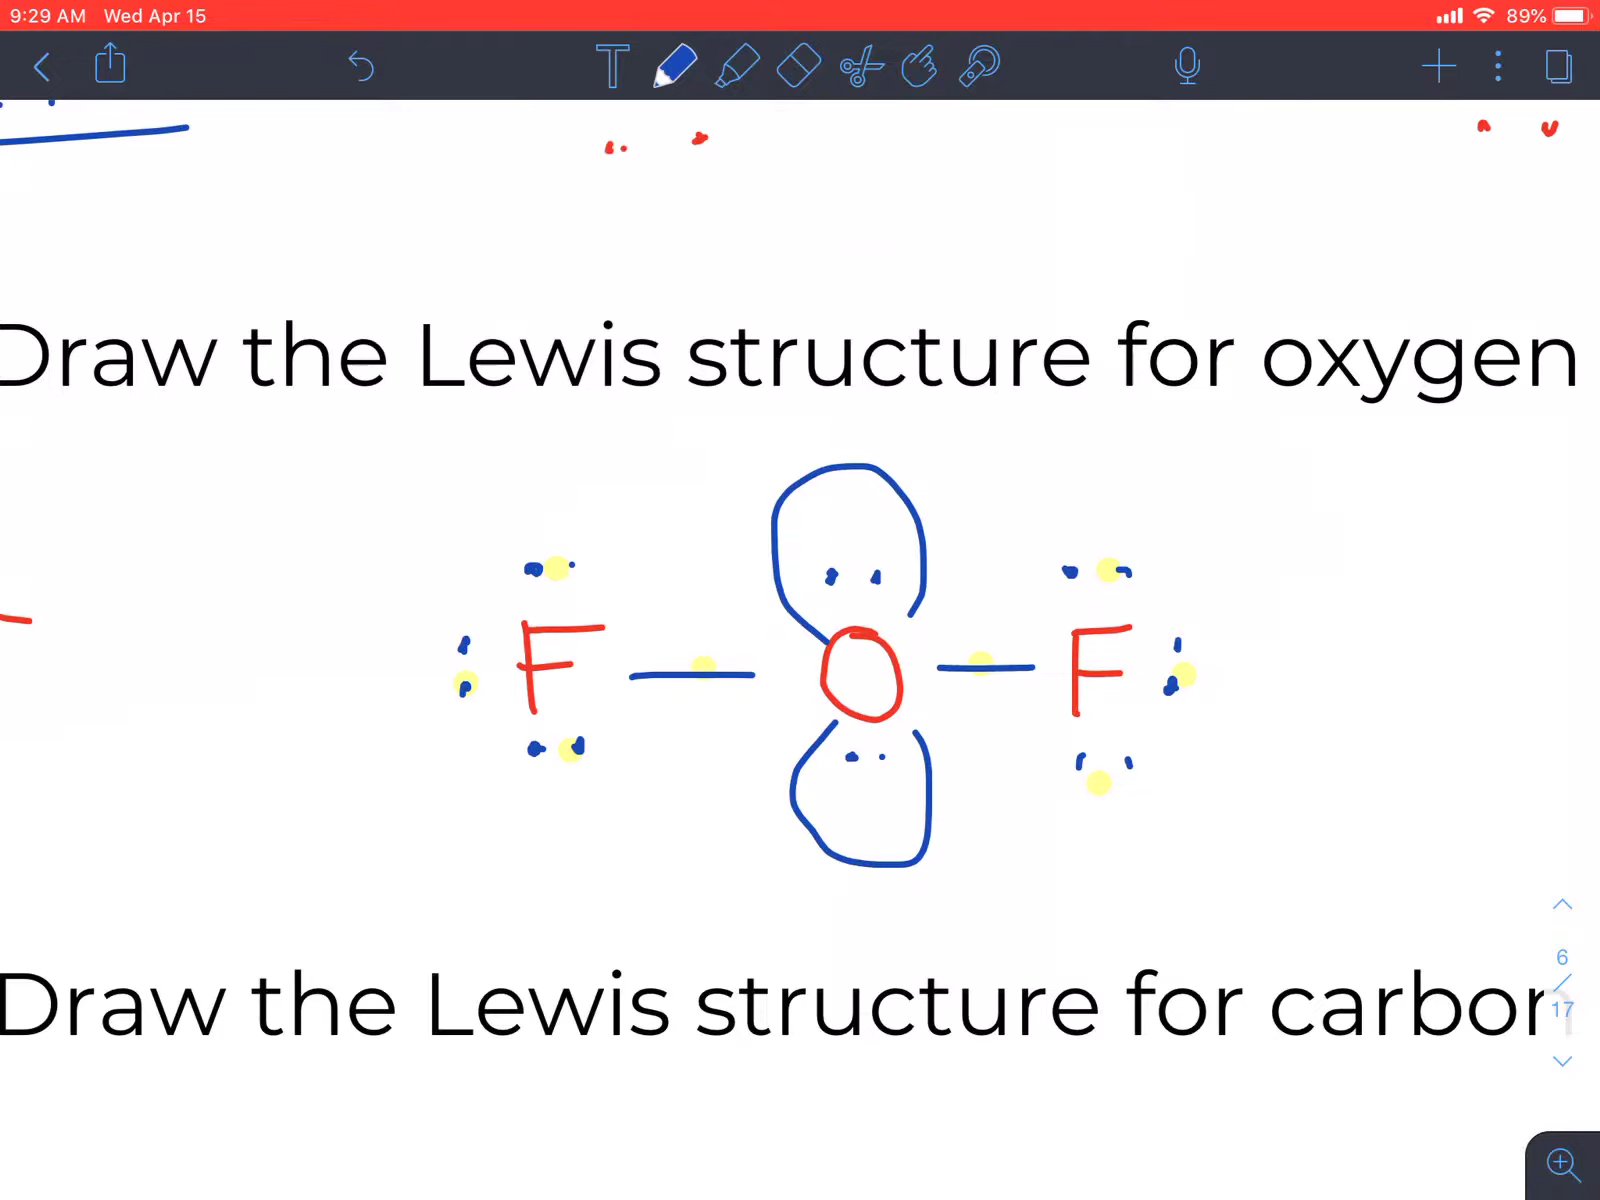 9:29 AM Wed Apr 15
89%
T
Draw the Lewis structure for oxygen
F — O — F
6
/
17
Draw the Lewis structure for carbon